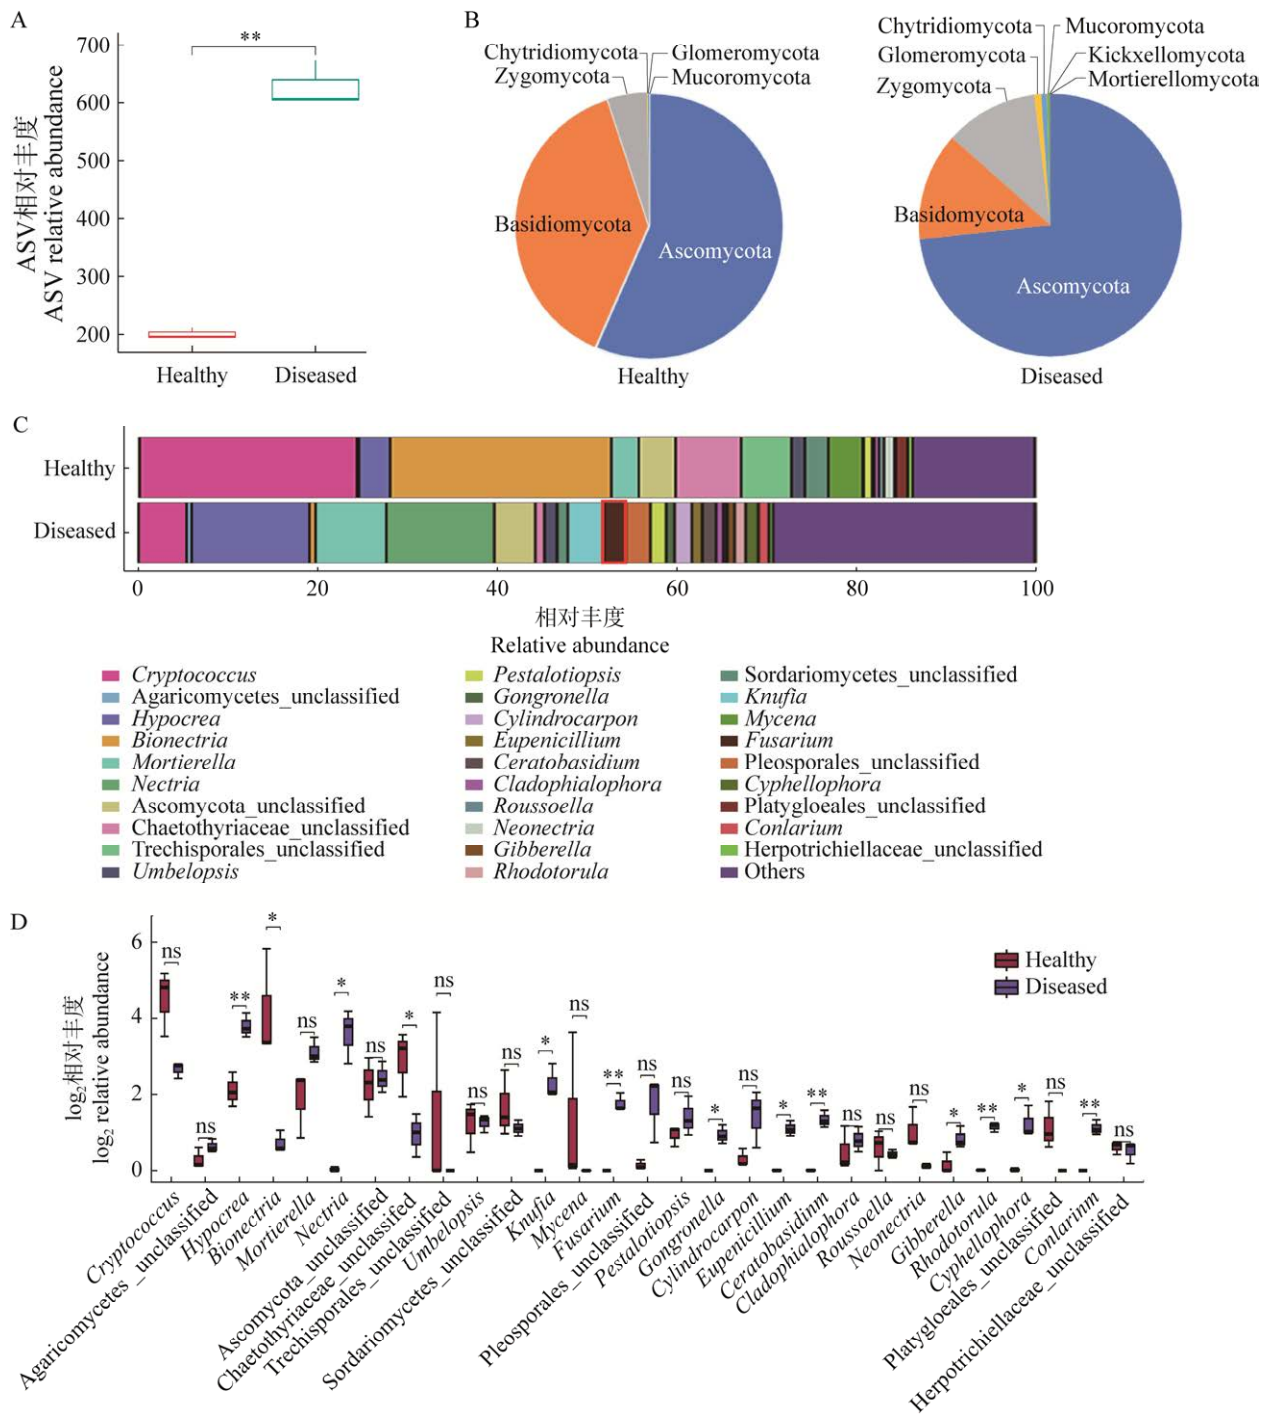 A
**
700
600
500
400
300
200
ASV相对丰度
ASV relative abundance
Healthy
Diseased
B
Chytridiomycota
Zygomycota
Glomeromycota
Mucoromycota
Basidiomycota
Ascomycota
Healthy
Chytridiomycota
Glomeromycota
Zygomycota
Mucoromycota
Kickxellomycota
Mortierellomycota
Basidomycota
Ascomycota
Diseased
C
Healthy
Diseased
0 20 40 60 80 100
相对丰度
Relative abundance
Cryptococcus
Agaricomycetes_unclassified
Hypocrea
Bionectria
Mortierella
Nectria
Ascomycota_unclassified
Chaetothyriaceae_unclassified
Trechisporales_unclassified
Umbelopsis
Pestalotiopsis
Gongronella
Cylindrocarpon
Eupenicillium
Ceratobasidium
Cladophialophora
Roussoella
Neonectria
Gibberella
Rhodotorula
Sordariomycetes_unclassified
Knufia
Mycena
Fusarium
Pleosporales_unclassified
Cyphellophora
Platygloeales_unclassified
Conlarium
Herpotrichiellaceae_unclassified
Others
D
log₂相对丰度
log₂ relative abundance
6
4
2
0
ns ns ** * ns * ns * ns ns ns * ns ** ns ns * ns * ** ns ns ns * ** * ns ** ns
Healthy
Diseased
Cryptococcus
Agaricomycetes_unclassified
Hypocrea
Bionectria
Mortierella
Nectria
Ascomycota_unclassified
Chaetothyriaceae_unclassifed
Trechisporales_unclassified
Umbelopsis
Sordariomycetes_unclassified
Knufia
Mycena
Fusarium
Pleosporales_unclassified
Pestalotiopsis
Gongronella
Cylindrocarpon
Eupenicillium
Ceratobasidinm
Cladophialophora
Roussoella
Neonectria
Gibberella
Rhodotorula
Cyphellophora
Platygloeales_unclassified
Conlarinm
Herpotrichiellaceae_unclassified